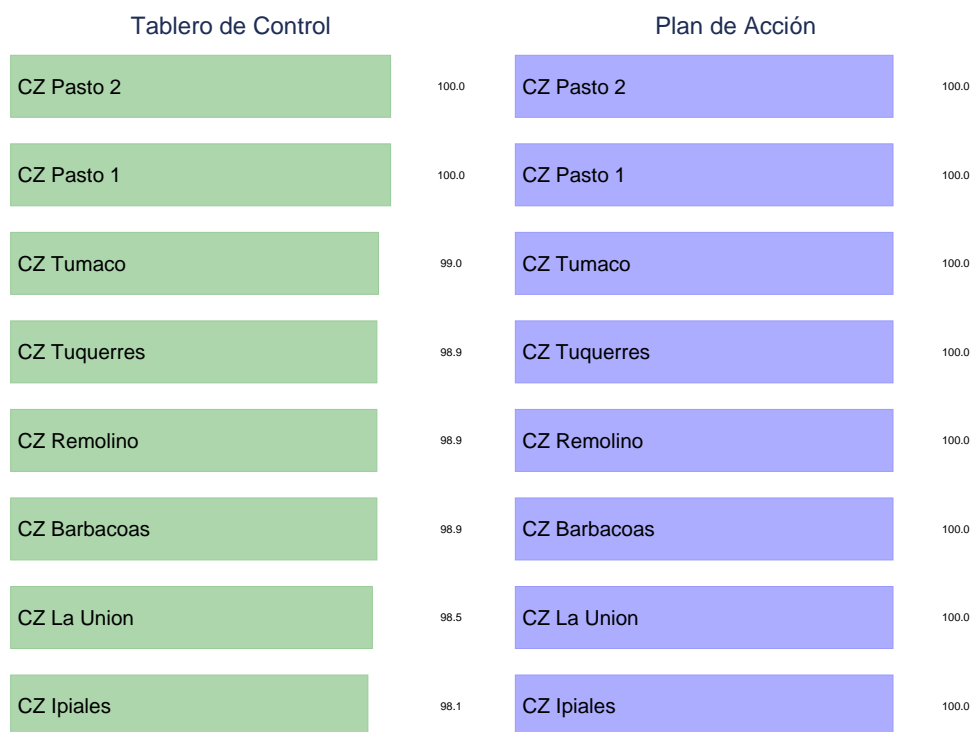 Tablero de Control
CZ Pasto 2 100.0
CZ Pasto 1 100.0
CZ Tumaco 99.0
CZ Tuquerres 98.9
CZ Remolino 98.9
CZ Barbacoas 98.9
CZ La Union 98.5
CZ Ipiales 98.1
Plan de Acción
CZ Pasto 2 100.0
CZ Pasto 1 100.0
CZ Tumaco 100.0
CZ Tuquerres 100.0
CZ Remolino 100.0
CZ Barbacoas 100.0
CZ La Union 100.0
CZ Ipiales 100.0